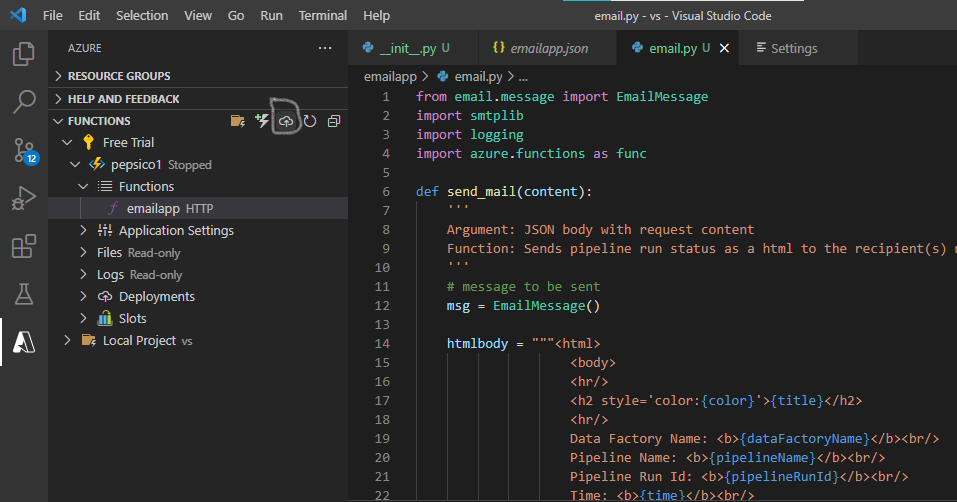 File Edit Selection View Go Run Terminal Help email.py - vs - Visual Studio Code
AZURE ...
__init__.py U {} emailapp.json email.py U Settings
emailapp > email.py > ...
RESOURCE GROUPS
HELP AND FEEDBACK
FUNCTIONS
Free Trial
pepsico1 Stopped
Functions
emailapp HTTP
Application Settings
Files Read-only
Logs Read-only
Deployments
Slots
Local Project vs
12
1 from email.message import EmailMessage
2 import smtplib
3 import logging
4 import azure.functions as func
5
6 def send_mail(content):
7 '''
8 Argument: JSON body with request content
9 Function: Sends pipeline run status as a html to the recipient(s)
10 '''
11 # message to be sent
12 msg = EmailMessage()
13
14 htmlbody = """<html>
15 <body>
16 <hr/>
17 <h2 style='color:{color}'>{title}</h2>
18 <hr/>
19 Data Factory Name: <b>{dataFactoryName}</b><br/>
20 Pipeline Name: <b>{pipelineName}</b><br/>
21 Pipeline Run Id: <b>{pipelineRunId}</b><br/>
22 Time: <b>{time}</b><br/>